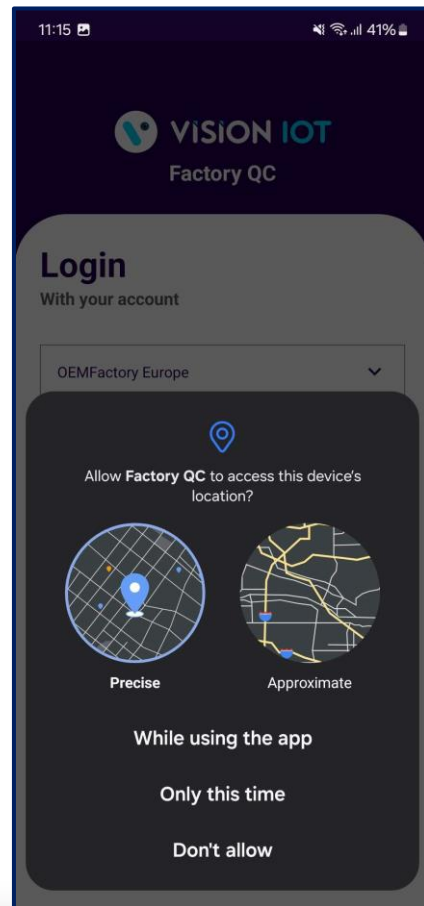 11:15
41%
VISION IOT
Factory QC
Login
With your account
OEMFactory Europe
Allow Factory QC to access this device's
location?
Precise
Approximate
While using the app
Only this time
Don't allow